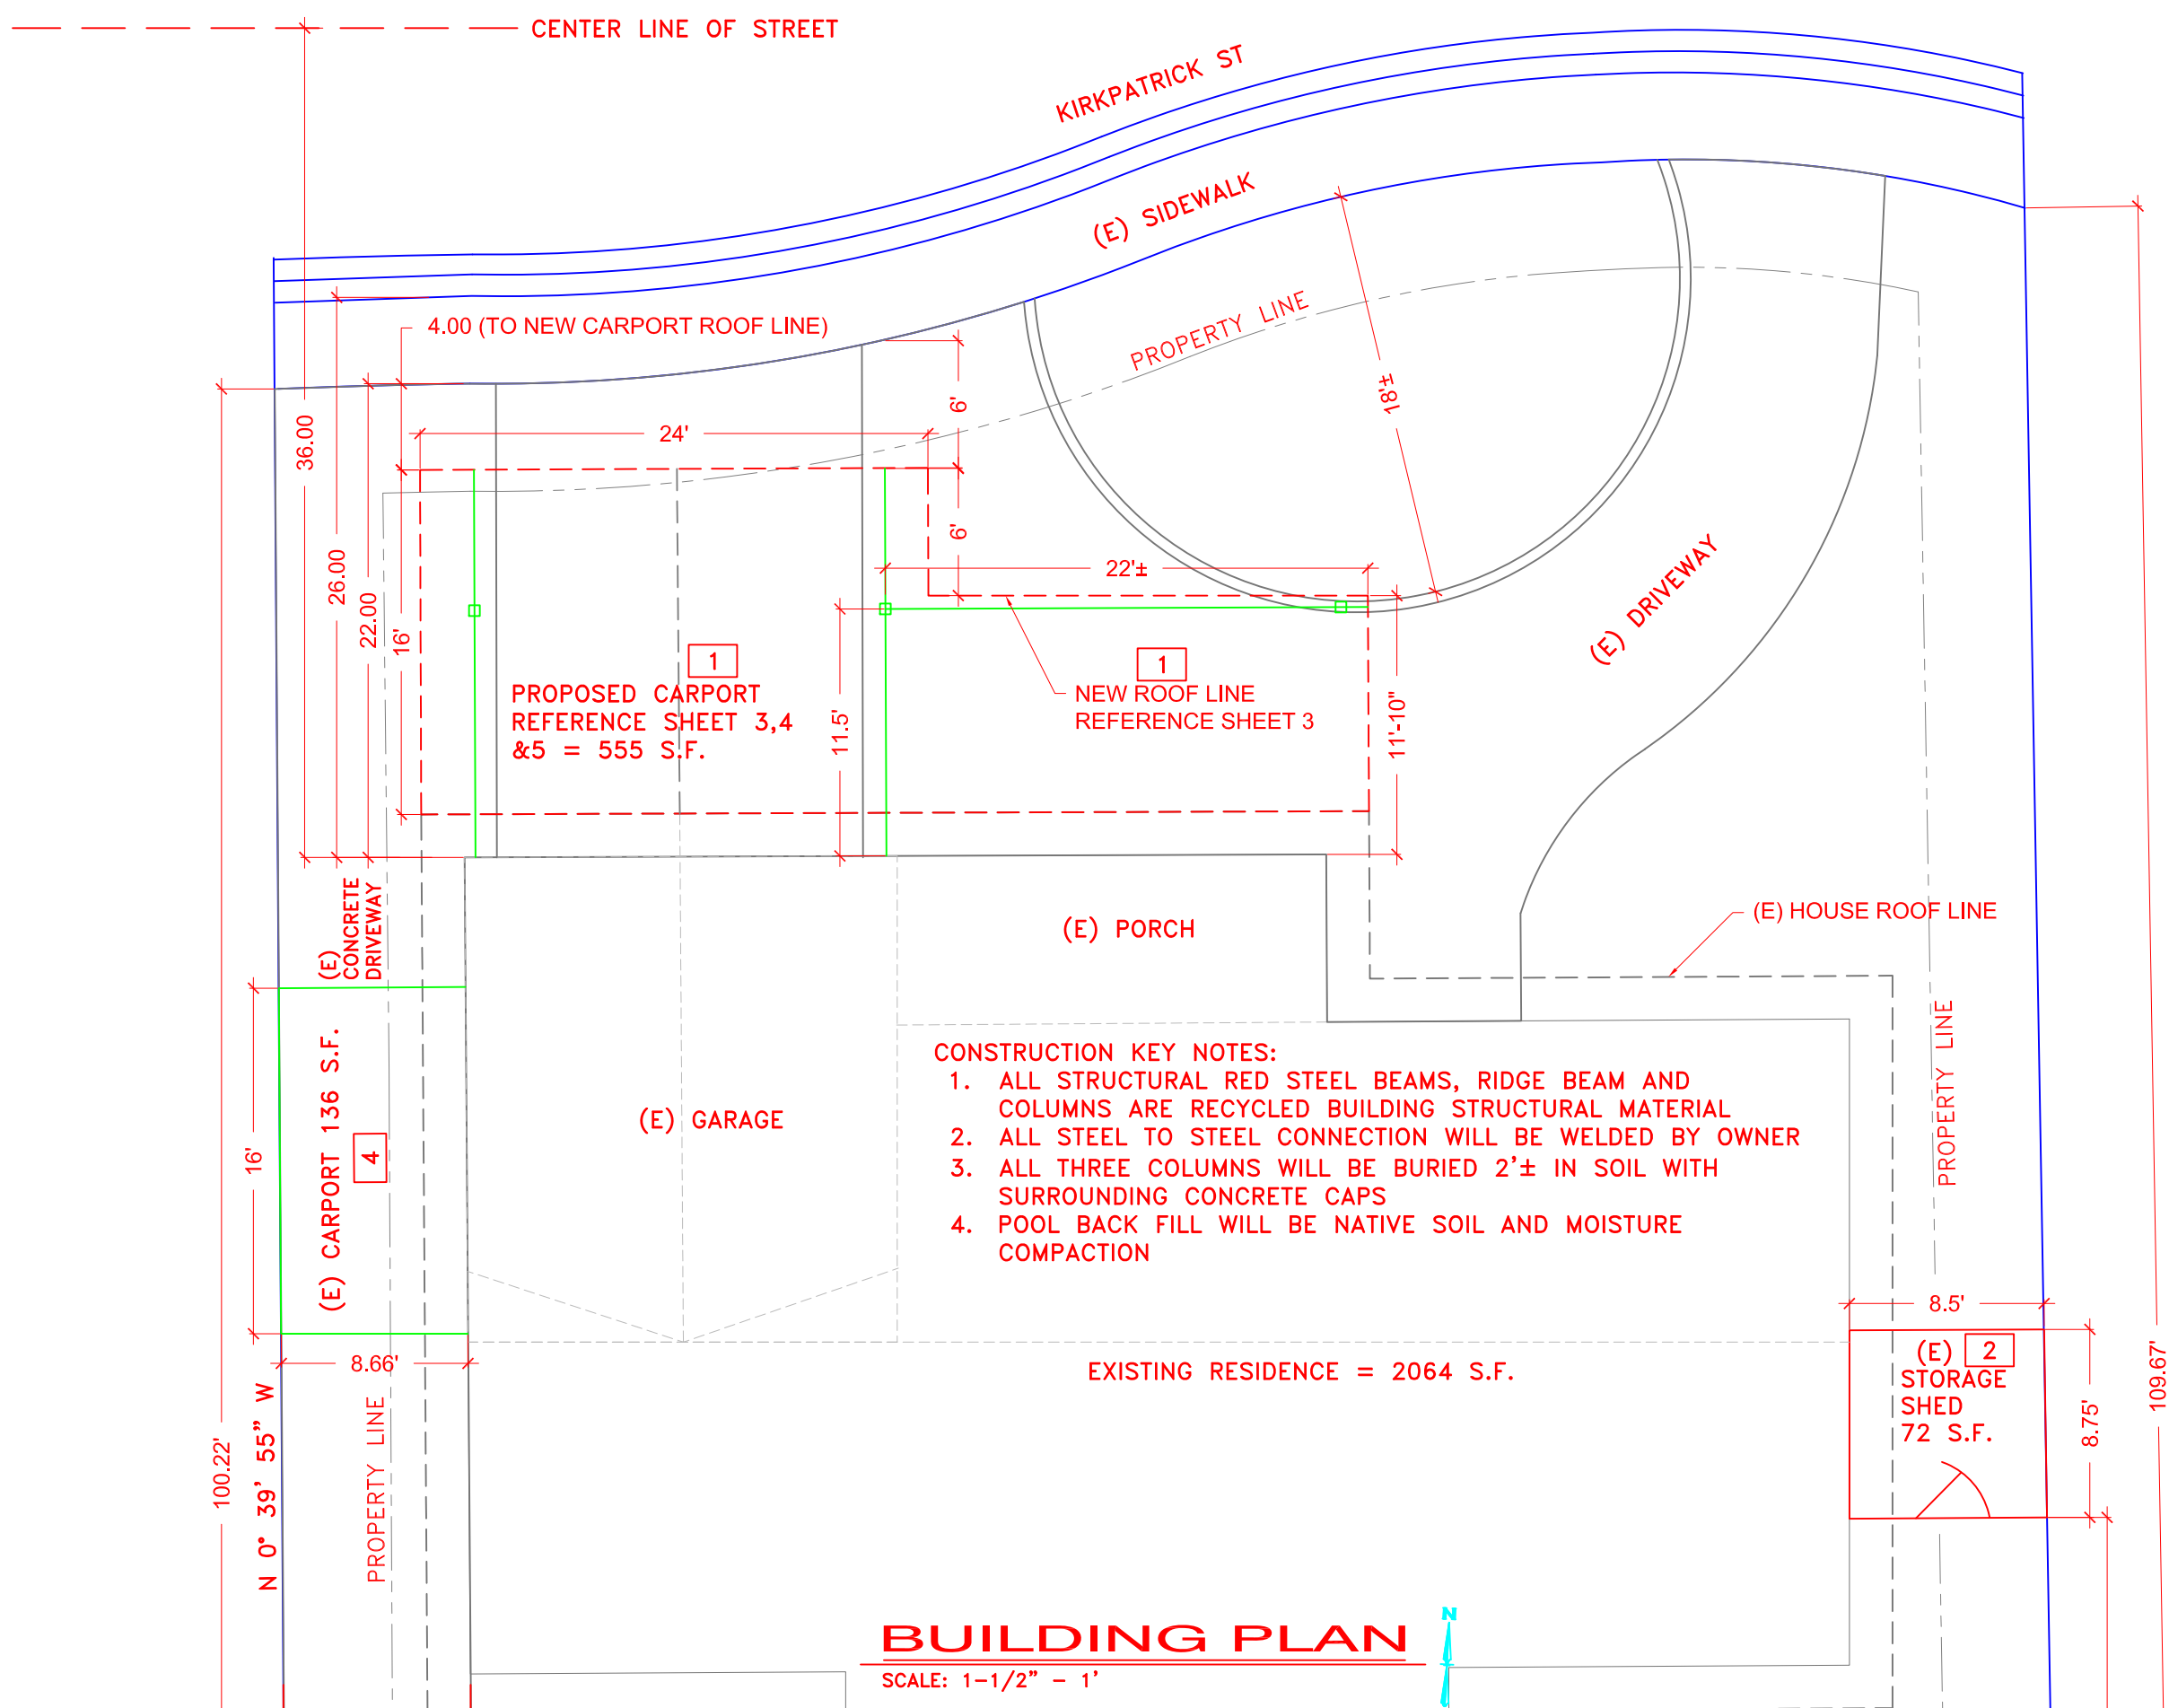 CENTER LINE OF STREET
KIRKPATRICK ST
(E) SIDEWALK
4.00 (TO NEW CARPORT ROOF LINE)
PROPERTY LINE
36.00
26.00
22.00
16'
24'
6'
6'
18'±
22'±
11.5'
11'-10"
1
PROPOSED CARPORT
REFERENCE SHEET 3,4
&5 = 555 S.F.
1
NEW ROOF LINE
REFERENCE SHEET 3
(E) DRIVEWAY
(E)
CONCRETE
DRIVEWAY
(E) PORCH
(E) HOUSE ROOF LINE
PROPERTY LINE
16'
(E) CARPORT 136 S.F.
4
(E) GARAGE
CONSTRUCTION KEY NOTES:
1. ALL STRUCTURAL RED STEEL BEAMS, RIDGE BEAM AND
COLUMNS ARE RECYCLED BUILDING STRUCTURAL MATERIAL
2. ALL STEEL TO STEEL CONNECTION WILL BE WELDED BY OWNER
3. ALL THREE COLUMNS WILL BE BURIED 2'± IN SOIL WITH
SURROUNDING CONCRETE CAPS
4. POOL BACK FILL WILL BE NATIVE SOIL AND MOISTURE
COMPACTION
8.66'
EXISTING RESIDENCE = 2064 S.F.
8.5'
(E) 2
STORAGE
SHED
72 S.F.
8.75'
109.67'
100.22'
N 0° 39' 55" W
PROPERTY LINE
BUILDING PLAN
SCALE: 1-1/2" - 1'
N